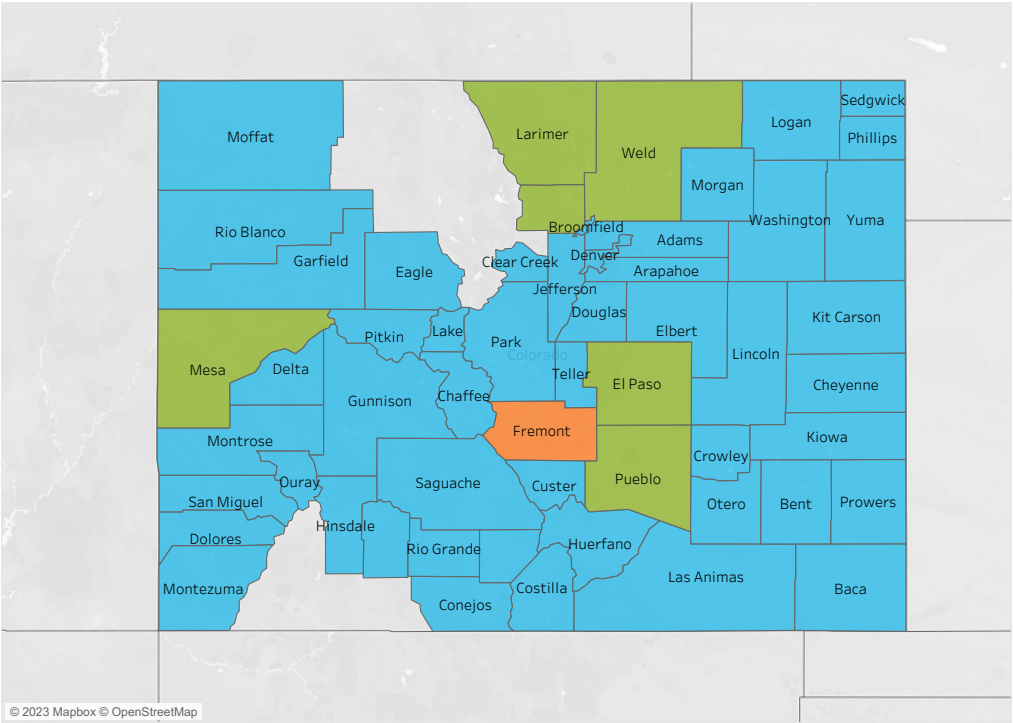 Sedgwick
Logan
Moffat
Larimer
Phillips
Weld
Morgan
Washington
Yuma
Broomfield
Rio Blanco
Adams
Denver
Garfield
Clear Creek
Eagle
Arapahoe
Jefferson
Douglas
Kit Carson
Lake
Elbert
Pitkin
Park
Colorado
Lincoln
Mesa
Delta
Teller
El Paso
Cheyenne
Chaffee
Gunnison
Fremont
Kiowa
Montrose
Crowley
Pueblo
Ouray
Saguache
Custer
San Miguel
Otero
Bent
Prowers
Hinsdale
Dolores
Huerfano
Rio Grande
Las Animas
Montezuma
Costilla
Baca
Conejos
© 2023 Mapbox © OpenStreetMap